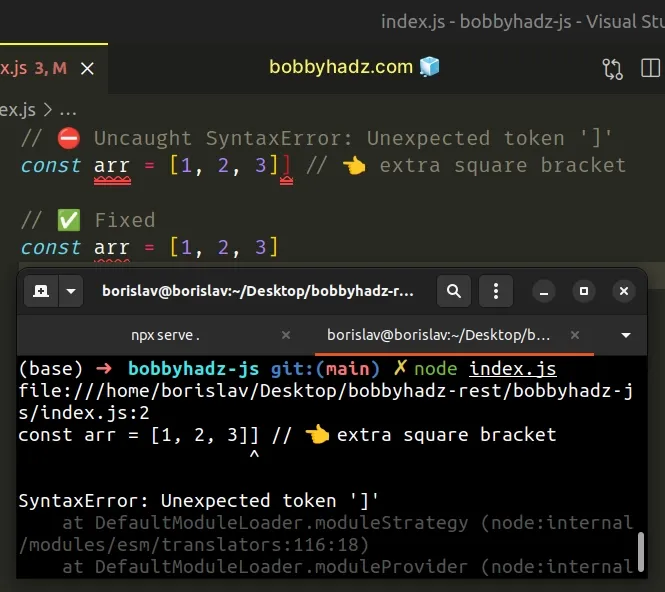 index.js - bobbyhadz-js - Visual Stu
x.js 3, M
bobbyhadz.com
ex.js > ...
// ⛔ Uncaught SyntaxError: Unexpected token ']'
const arr = [1, 2, 3]] // 👈 extra square bracket
// ✅ Fixed
const arr = [1, 2, 3]
borislav@borislav:~/Desktop/bobbyhadz-r...
npx serve .
borislav@borislav:~/Desktop/b...
(base) ➜ bobbyhadz-js git:(main) ✗ node index.js
file:///home/borislav/Desktop/bobbyhadz-rest/bobbyhadz-j
s/index.js:2
const arr = [1, 2, 3]] // 👈 extra square bracket
^
SyntaxError: Unexpected token ']'
at DefaultModuleLoader.moduleStrategy (node:internal
/modules/esm/translators:116:18)
at DefaultModuleLoader.moduleProvider (node:internal